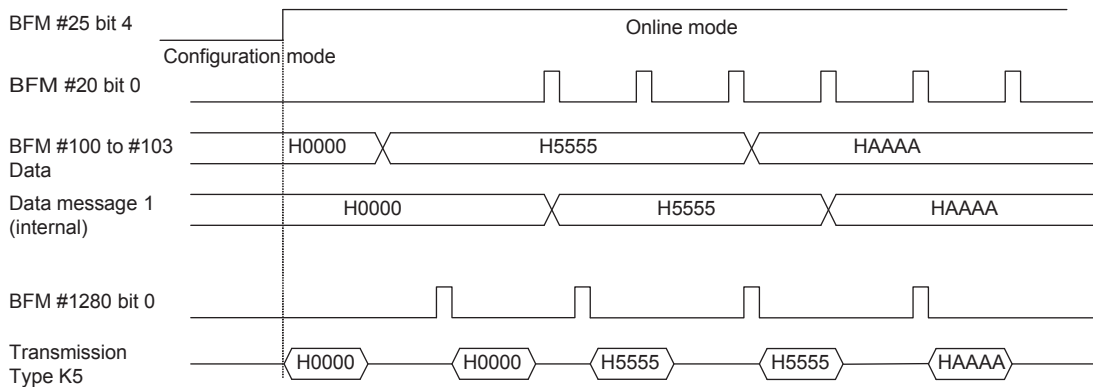 BFM #25 bit 4
Online mode
Configuration mode
BFM #20 bit 0
BFM #100 to #103
Data
H0000
H5555
HAAAA
Data message 1
(internal)
H0000
H5555
HAAAA
BFM #1280 bit 0
Transmission
Type K5
H0000
H0000
H5555
H5555
HAAAA